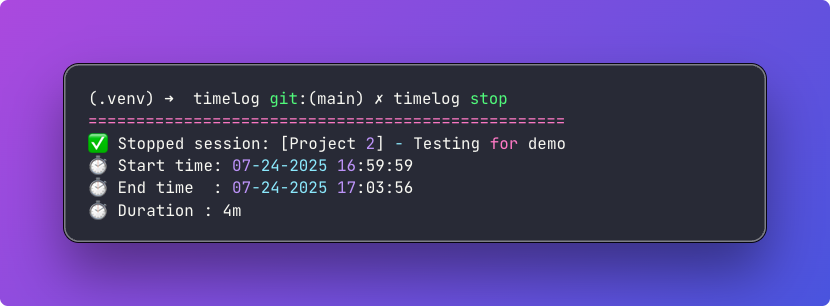 (.venv) ➜  timelog git:(main) ✗ timelog stop
==================================================
✅ Stopped session: [Project 2] - Testing for demo
⏱️ Start time: 07-24-2025 16:59:59
⏱️ End time  : 07-24-2025 17:03:56
⏱️ Duration : 4m